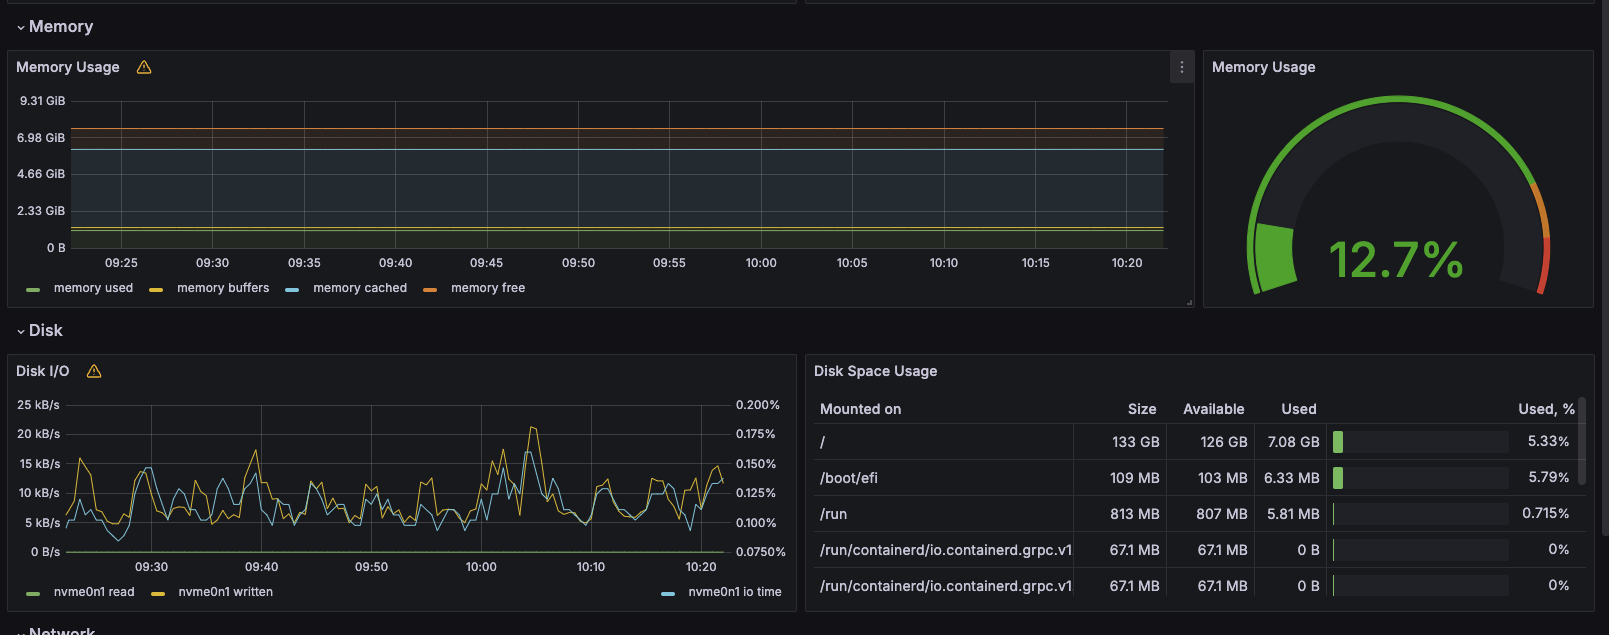 Memory
Memory Usage
Memory Usage
9.31 GiB
6.98 GiB
4.66 GiB
2.33 GiB
0 B
09:25 09:30 09:35 09:40 09:45 09:50 09:55 10:00 10:05 10:10 10:15 10:20
memory used memory buffers memory cached memory free
12.7%
Disk
Disk I/O
25 kB/s
20 kB/s
15 kB/s
10 kB/s
5 kB/s
0 B/s
0.200%
0.175%
0.150%
0.125%
0.100%
0.0750%
09:30 09:40 09:50 10:00 10:10 10:20
nvme0n1 read nvme0n1 written nvme0n1 io time
Disk Space Usage
Mounted on Size Available Used Used, %
/ 133 GB 126 GB 7.08 GB 5.33%
/boot/efi 109 MB 103 MB 6.33 MB 5.79%
/run 813 MB 807 MB 5.81 MB 0.715%
/run/containerd/io.containerd.grpc.v1 67.1 MB 67.1 MB 0 B 0%
/run/containerd/io.containerd.grpc.v1 67.1 MB 67.1 MB 0 B 0%
Network